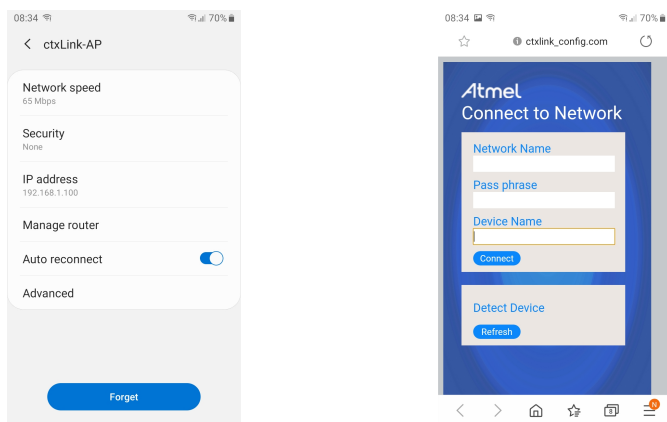 08:34 70%
ctxLink-AP
Network speed
65 Mbps
Security
None
IP address
192.168.1.100
Manage router
Auto reconnect
Advanced
Forget
08:34 70%
ctxlink_config.com
Atmel
Connect to Network
Network Name
Pass phrase
Device Name
Connect
Detect Device
Refresh
8 N